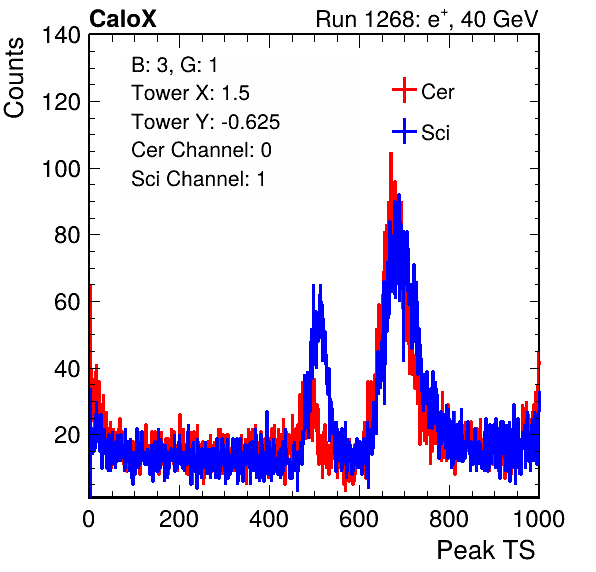 CaloX Run 1268: e+, 40 GeV
Counts
140
120
100
80
60
40
20
B: 3, G: 1
Tower X: 1.5
Tower Y: -0.625
Cer Channel: 0
Sci Channel: 1
Cer
Sci
0 200 400 600 800 1000
Peak TS